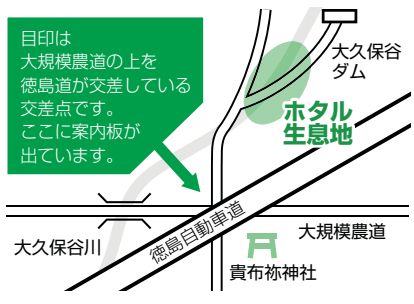 目印は
大規模農道の上を
徳島道が交差している
交差点です。
ここに案内板が
出ています。
大久保谷
ダム
ホタル
生息地
徳島自動車道
大久保谷川
大規模農道
貴布祢神社